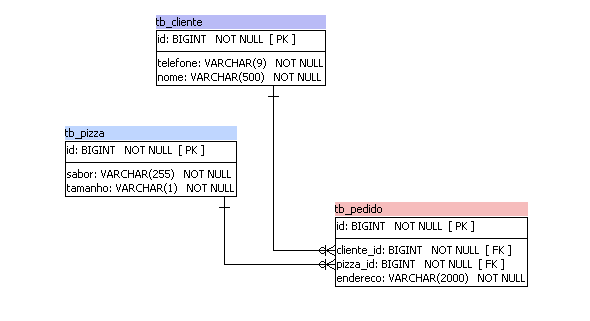 tb_cliente
id: BIGINT NOT NULL [ PK ]
telefone: VARCHAR(9) NOT NULL
nome: VARCHAR(500) NOT NULL
tb_pizza
id: BIGINT NOT NULL [ PK ]
sabor: VARCHAR(255) NOT NULL
tamanho: VARCHAR(1) NOT NULL
tb_pedido
id: BIGINT NOT NULL [ PK ]
cliente_id: BIGINT NOT NULL [ FK ]
pizza_id: BIGINT NOT NULL [ FK ]
endereco: VARCHAR(2000) NOT NULL